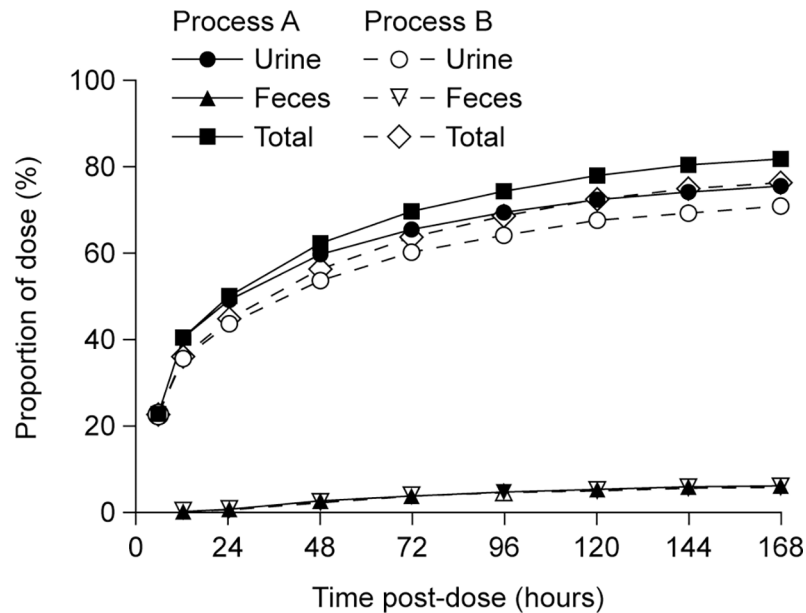 Process A Process B
Urine Urine
Feces Feces
Total Total
100
80
60
40
20
0
Proportion of dose (%)
0 24 48 72 96 120 144 168
Time post-dose (hours)